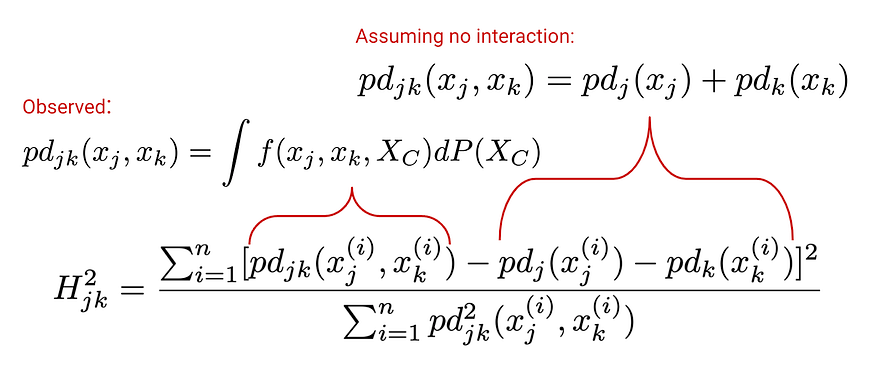 Assuming no interaction:
pd_{jk}(x_j, x_k) = pd_j(x_j) + pd_k(x_k)
Observed:
pd_{jk}(x_j, x_k) = ∫ f(x_j, x_k, X_C)dP(X_C)
H^2_{jk} = \frac{∑_{i=1}^{n}[pd_{jk}(x_j^{(i)}, x_k^{(i)}) − pd_j(x_j^{(i)}) − pd_k(x_k^{(i)})]^2}{∑_{i=1}^{n} pd^2_{jk}(x_j^{(i)}, x_k^{(i)})}